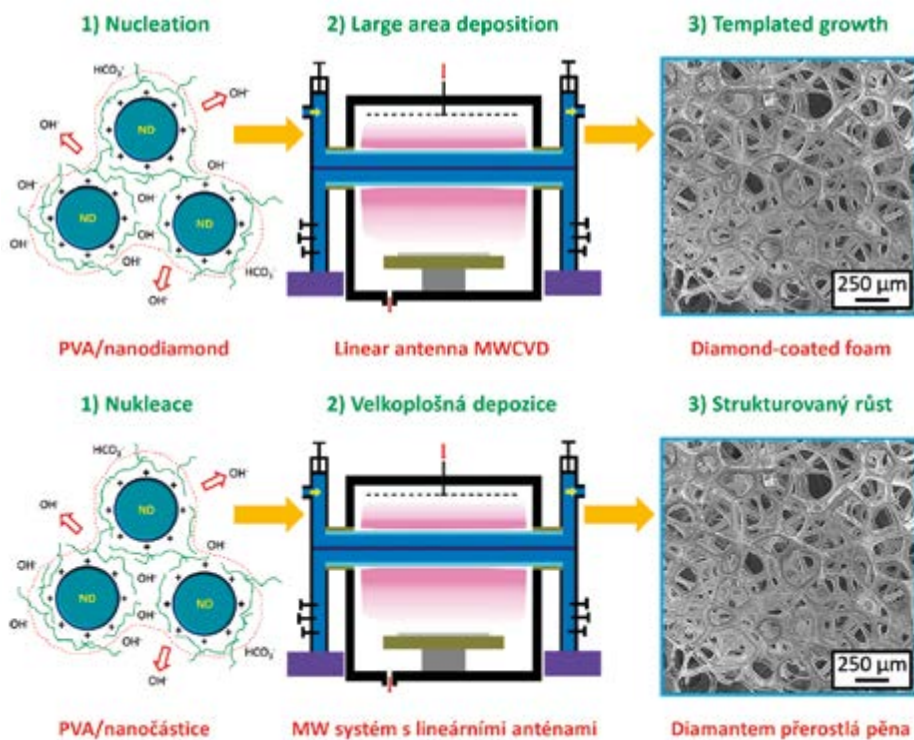 1) Nucleation
2) Large area deposition
3) Templated growth
HCO₃⁻
OH⁻
OH⁻
ND
OH⁻
OH⁻
ND
OH
ND
OH⁻
OH⁻
HCO₃⁻
OH⁻
250 µm
PVA/nanodiamond
Linear antenna MWCVD
Diamond-coated foam
1) Nukleace
2) Velkoplošná depozice
3) Strukturovaný růst
HCO₃⁻
OH⁻
OH⁻
ND
OH⁻
OH⁻
OH⁻
ND
OH⁻
ND
OH⁻
OH⁻
HCO₃⁻
OH⁻
250 µm
PVA/nanočástice
MW systém s lineárními anténami
Diamantem přerostlá pěna